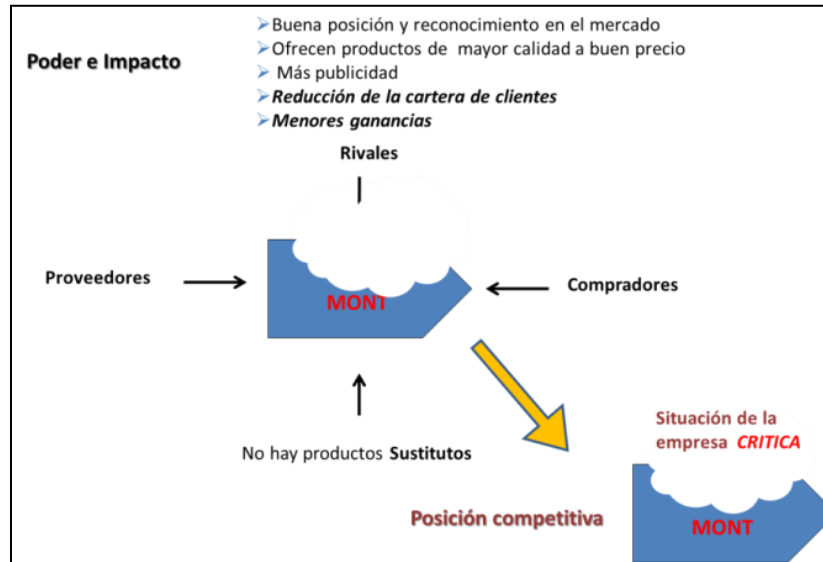 Poder e Impacto
➢Buena posición y reconocimiento en el mercado
➢Ofrecen productos de mayor calidad a buen precio
➢ Más publicidad
➢Reducción de la cartera de clientes
➢Menores ganancias
Rivales
Proveedores
MONT
Compradores
No hay productos Sustitutos
Situación de la
empresa CRITICA
Posición competitiva
MONT